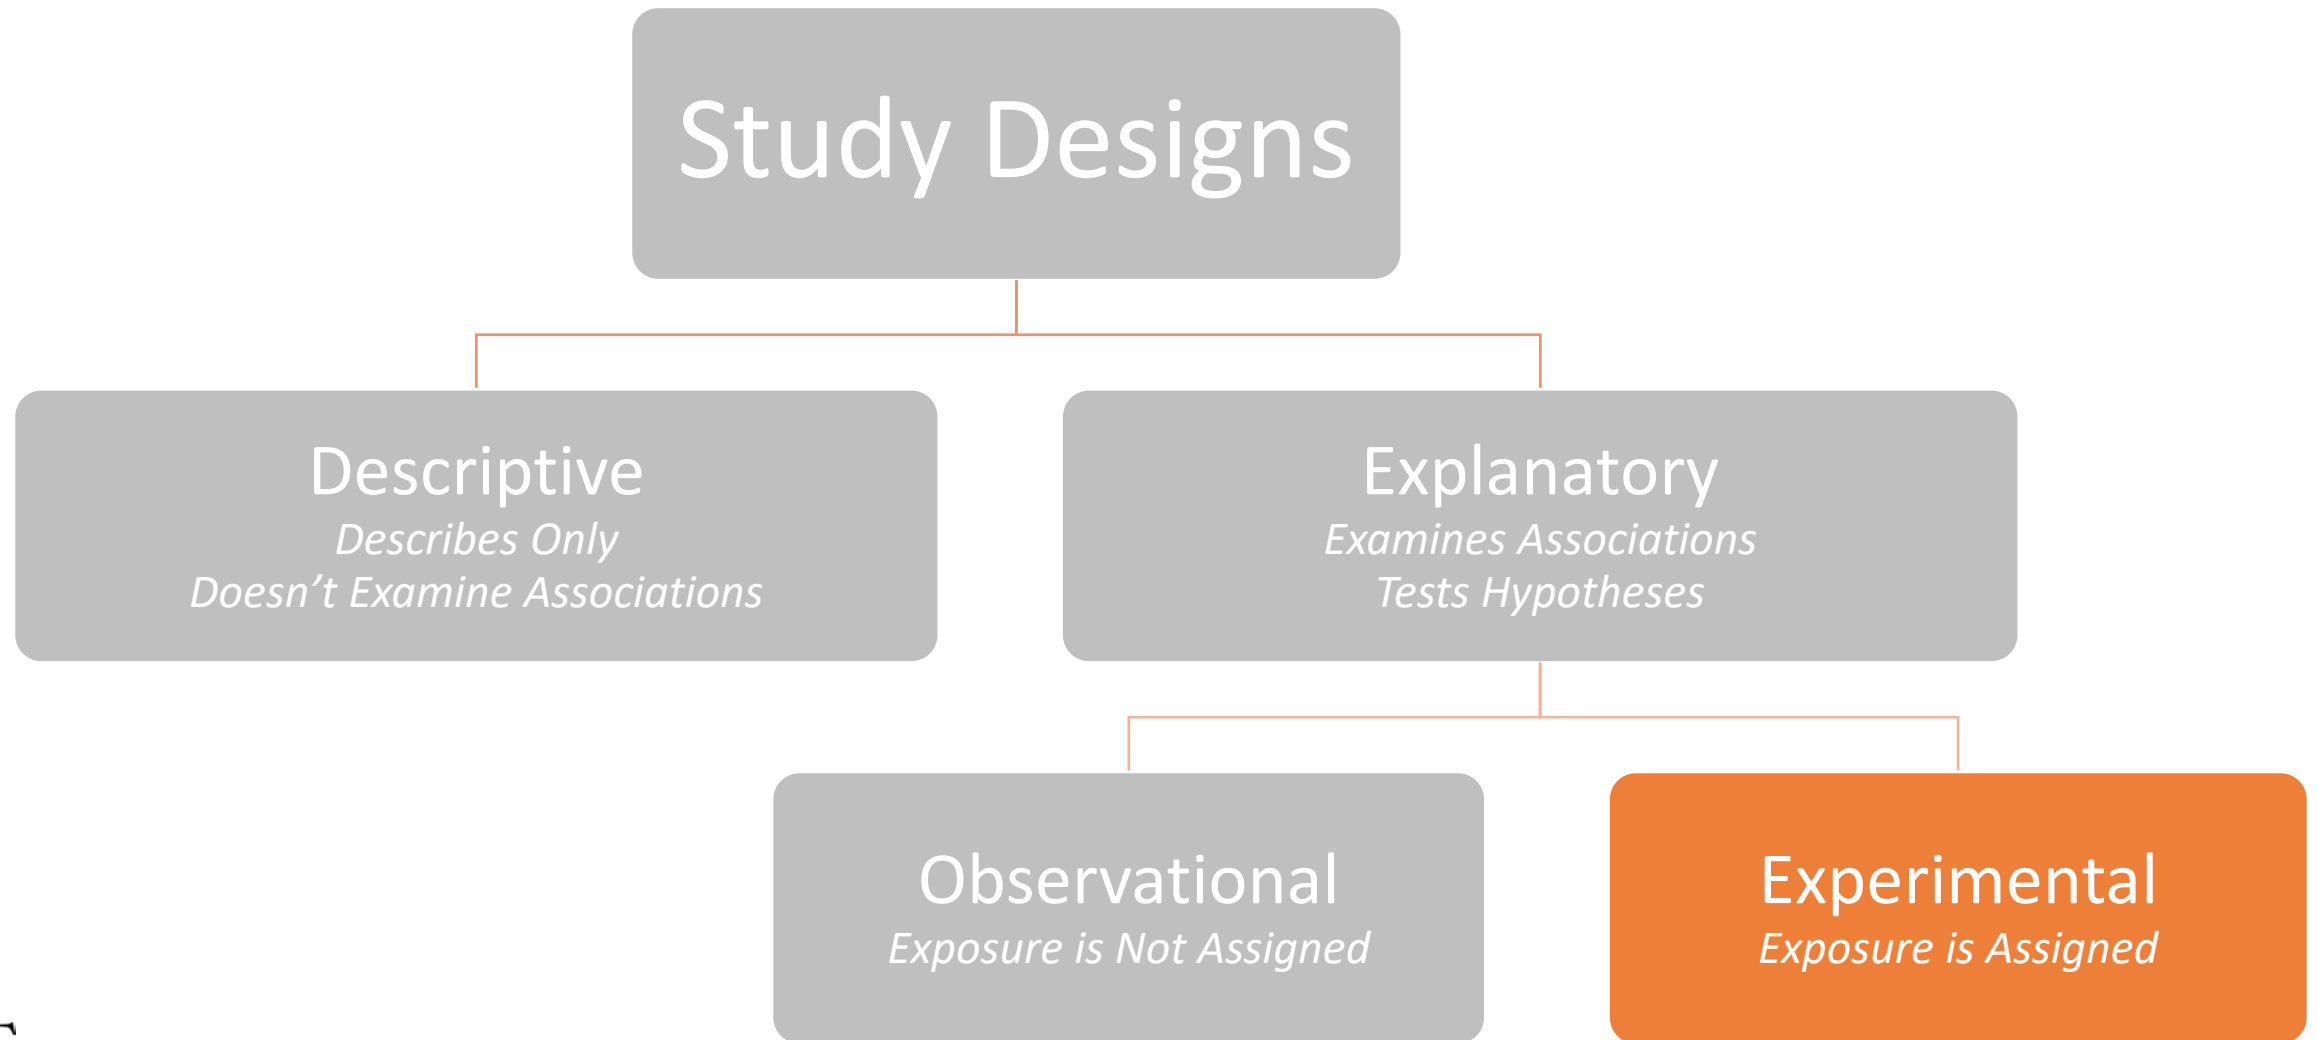 Study Designs
Descriptive
Describes Only
Doesn’t Examine Associations
Explanatory
Examines Associations
Tests Hypotheses
Observational
Exposure is Not Assigned
Experimental
Exposure is Assigned